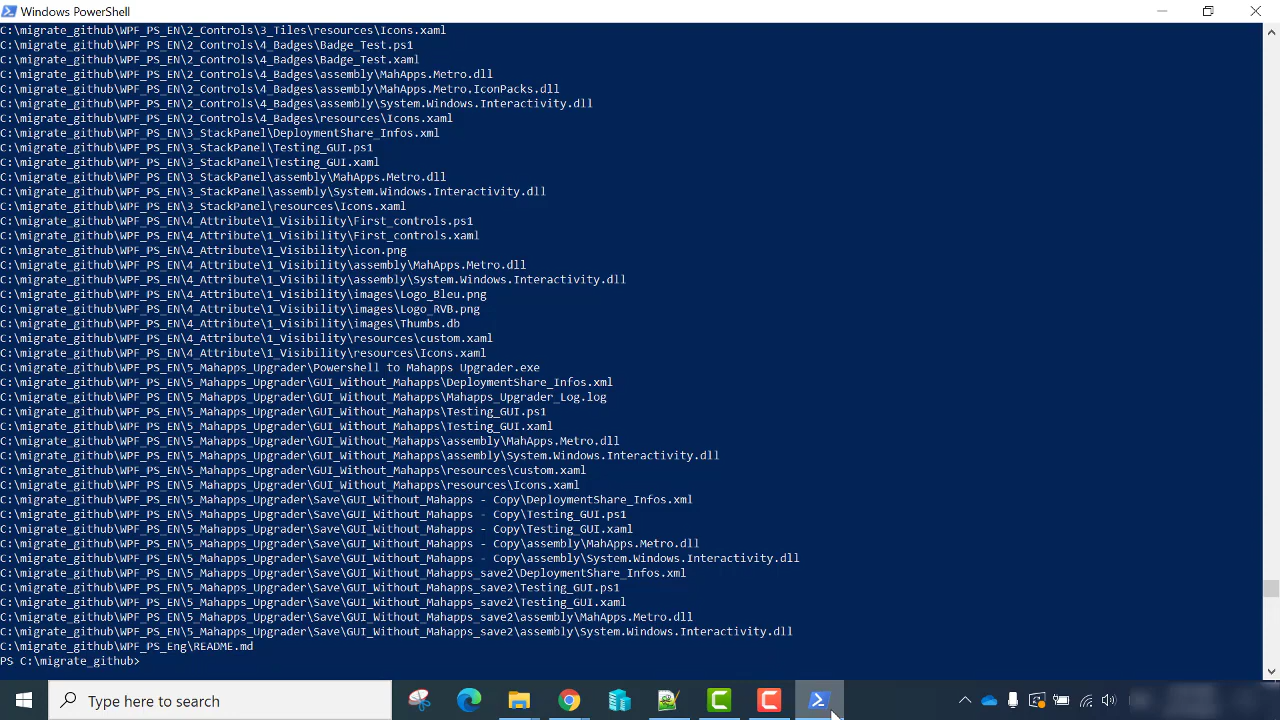 Windows PowerShell
C:\migrate_github\WPF_PS_EN\2_Controls\3_Tiles\resources\Icons.xaml
C:\migrate_github\WPF_PS_EN\2_Controls\4_Badges\Badge_Test.ps1
C:\migrate_github\WPF_PS_EN\2_Controls\4_Badges\Badge_Test.xaml
C:\migrate_github\WPF_PS_EN\2_Controls\4_Badges\assembly\MahApps.Metro.dll
C:\migrate_github\WPF_PS_EN\2_Controls\4_Badges\assembly\MahApps.Metro.IconPacks.dll
C:\migrate_github\WPF_PS_EN\2_Controls\4_Badges\assembly\System.Windows.Interactivity.dll
C:\migrate_github\WPF_PS_EN\2_Controls\4_Badges\resources\Icons.xaml
C:\migrate_github\WPF_PS_EN\3_StackPanel\DeploymentShare_Infos.xml
C:\migrate_github\WPF_PS_EN\3_StackPanel\Testing_GUI.ps1
C:\migrate_github\WPF_PS_EN\3_StackPanel\Testing_GUI.xaml
C:\migrate_github\WPF_PS_EN\3_StackPanel\assembly\MahApps.Metro.dll
C:\migrate_github\WPF_PS_EN\3_StackPanel\assembly\System.Windows.Interactivity.dll
C:\migrate_github\WPF_PS_EN\3_StackPanel\resources\Icons.xaml
C:\migrate_github\WPF_PS_EN\4_Attribute\1_Visibility\First_controls.ps1
C:\migrate_github\WPF_PS_EN\4_Attribute\1_Visibility\First_controls.xaml
C:\migrate_github\WPF_PS_EN\4_Attribute\1_Visibility\icon.png
C:\migrate_github\WPF_PS_EN\4_Attribute\1_Visibility\assembly\MahApps.Metro.dll
C:\migrate_github\WPF_PS_EN\4_Attribute\1_Visibility\assembly\System.Windows.Interactivity.dll
C:\migrate_github\WPF_PS_EN\4_Attribute\1_Visibility\images\Logo_Bleu.png
C:\migrate_github\WPF_PS_EN\4_Attribute\1_Visibility\images\Logo_RVB.png
C:\migrate_github\WPF_PS_EN\4_Attribute\1_Visibility\images\Thumbs.db
C:\migrate_github\WPF_PS_EN\4_Attribute\1_Visibility\resources\custom.xaml
C:\migrate_github\WPF_PS_EN\4_Attribute\1_Visibility\resources\Icons.xaml
C:\migrate_github\WPF_PS_EN\5_Mahapps_Upgrader\Powershell to Mahapps Upgrader.exe
C:\migrate_github\WPF_PS_EN\5_Mahapps_Upgrader\GUI_Without_Mahapps\DeploymentShare_Infos.xml
C:\migrate_github\WPF_PS_EN\5_Mahapps_Upgrader\GUI_Without_Mahapps\Mahapps_Upgrader_Log.log
C:\migrate_github\WPF_PS_EN\5_Mahapps_Upgrader\GUI_Without_Mahapps\Testing_GUI.ps1
C:\migrate_github\WPF_PS_EN\5_Mahapps_Upgrader\GUI_Without_Mahapps\Testing_GUI.xaml
C:\migrate_github\WPF_PS_EN\5_Mahapps_Upgrader\GUI_Without_Mahapps\assembly\MahApps.Metro.dll
C:\migrate_github\WPF_PS_EN\5_Mahapps_Upgrader\GUI_Without_Mahapps\assembly\System.Windows.Interactivity.dll
C:\migrate_github\WPF_PS_EN\5_Mahapps_Upgrader\GUI_Without_Mahapps\resources\custom.xaml
C:\migrate_github\WPF_PS_EN\5_Mahapps_Upgrader\GUI_Without_Mahapps\resources\Icons.xaml
C:\migrate_github\WPF_PS_EN\5_Mahapps_Upgrader\Save\GUI_Without_Mahapps - Copy\DeploymentShare_Infos.xml
C:\migrate_github\WPF_PS_EN\5_Mahapps_Upgrader\Save\GUI_Without_Mahapps - Copy\Testing_GUI.ps1
C:\migrate_github\WPF_PS_EN\5_Mahapps_Upgrader\Save\GUI_Without_Mahapps - Copy\Testing_GUI.xaml
C:\migrate_github\WPF_PS_EN\5_Mahapps_Upgrader\Save\GUI_Without_Mahapps - Copy\assembly\MahApps.Metro.dll
C:\migrate_github\WPF_PS_EN\5_Mahapps_Upgrader\Save\GUI_Without_Mahapps - Copy\assembly\System.Windows.Interactivity.dll
C:\migrate_github\WPF_PS_EN\5_Mahapps_Upgrader\Save\GUI_Without_Mahapps_save2\DeploymentShare_Infos.xml
C:\migrate_github\WPF_PS_EN\5_Mahapps_Upgrader\Save\GUI_Without_Mahapps_save2\Testing_GUI.ps1
C:\migrate_github\WPF_PS_EN\5_Mahapps_Upgrader\Save\GUI_Without_Mahapps_save2\Testing_GUI.xaml
C:\migrate_github\WPF_PS_EN\5_Mahapps_Upgrader\Save\GUI_Without_Mahapps_save2\assembly\MahApps.Metro.dll
C:\migrate_github\WPF_PS_EN\5_Mahapps_Upgrader\Save\GUI_Without_Mahapps_save2\assembly\System.Windows.Interactivity.dll
C:\migrate_github\WPF_PS_Eng\README.md
PS C:\migrate_github>
Type here to search